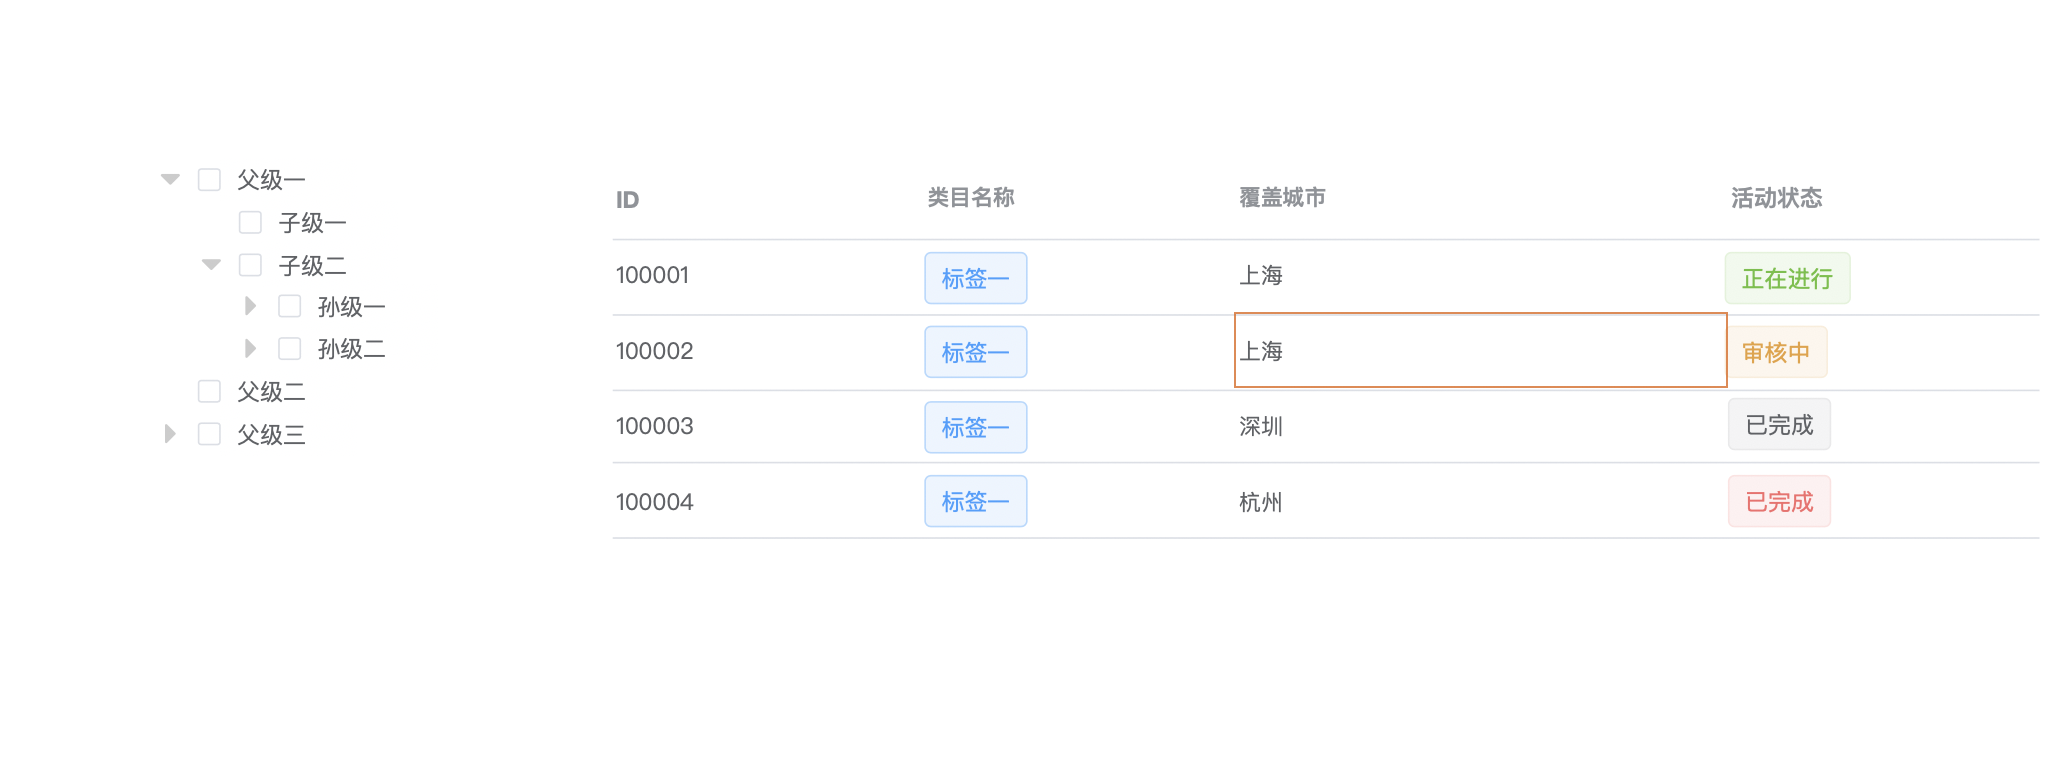 父级一
子级一
子级二
孙级一
孙级二
父级二
父级三
ID 类目名称 覆盖城市 活动状态
100001 标签一 上海 正在进行
100002 标签一 上海 审核中
100003 标签一 深圳 已完成
100004 标签一 杭州 已完成